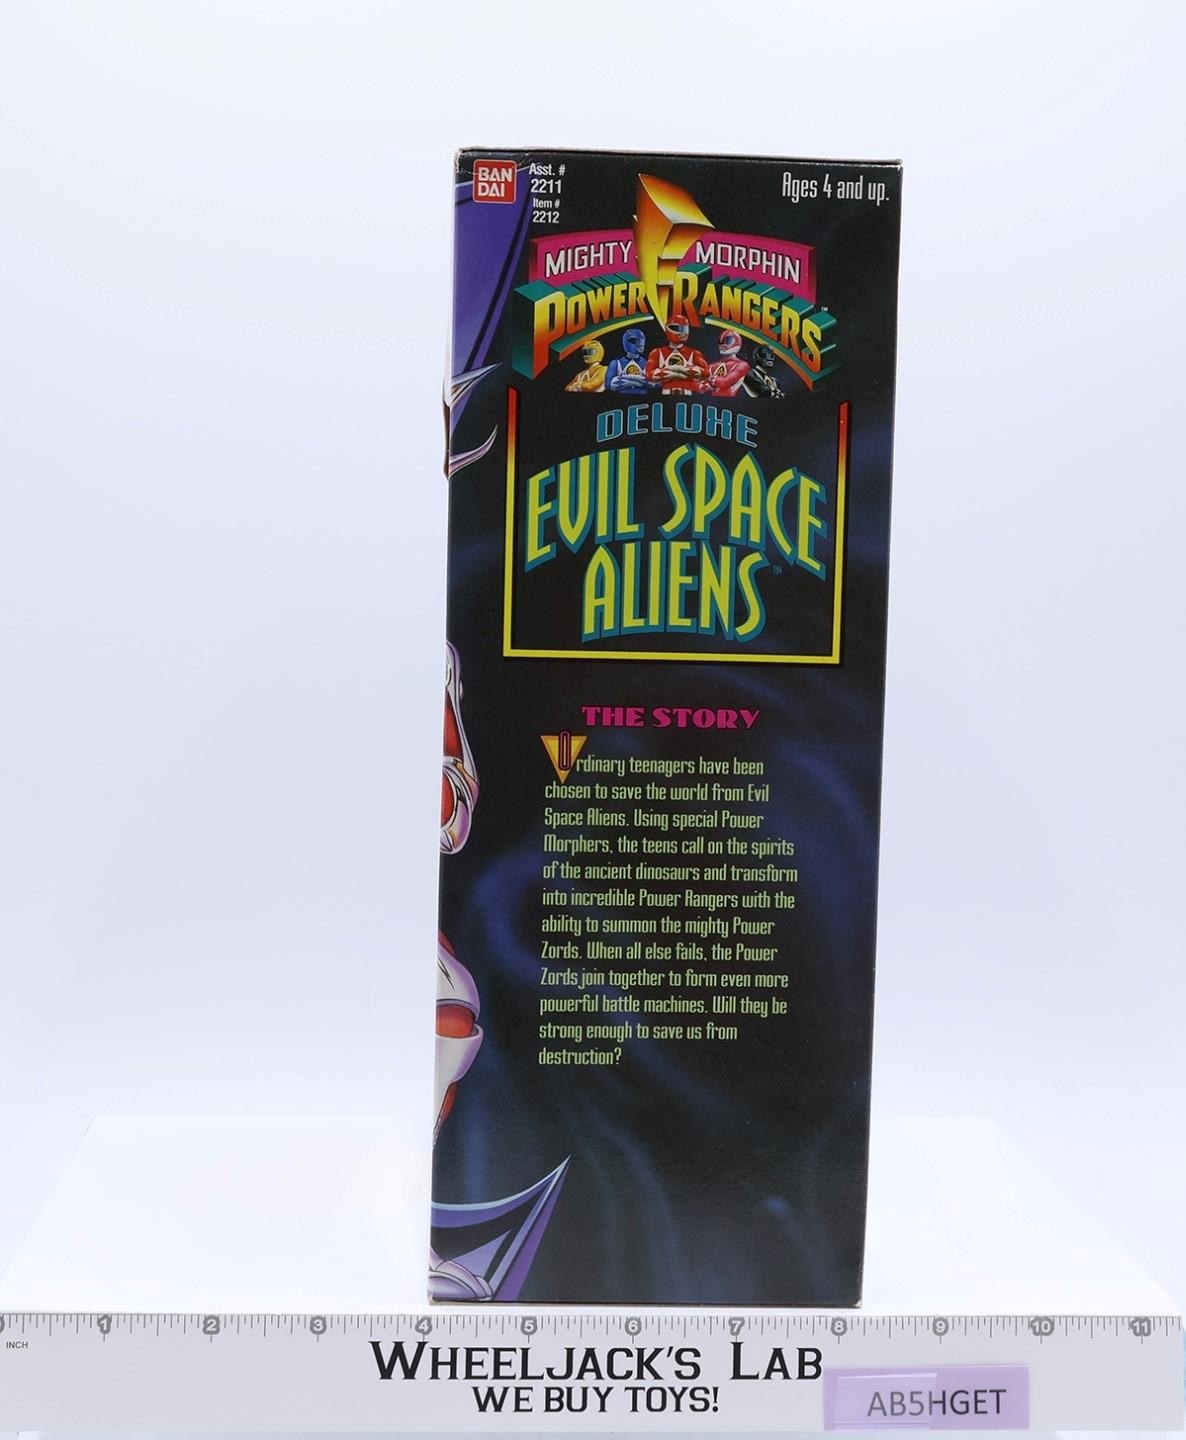 BAN
DAI
Asst. #
2211
Item #
2212
Ages 4 and up.
MIGHTY MORPHIN
POWER RANGERS™
DELUXE
EVIL SPACE
ALIENS™
THE STORY
Ordinary teenagers have been
chosen to save the world from Evil
Space Aliens. Using special Power
Morphers, the teens call on the spirits
of the ancient dinosaurs and transform
into incredible Power Rangers with the
ability to summon the mighty Power
Zords. When all else fails, the Power
Zords join together to form even more
powerful battle machines. Will they be
strong enough to save us from
destruction?
1 2 3 4 5 6 7 8 9 10 11
INCH
WHEELJACK'S LAB
WE BUY TOYS!
AB5HGET